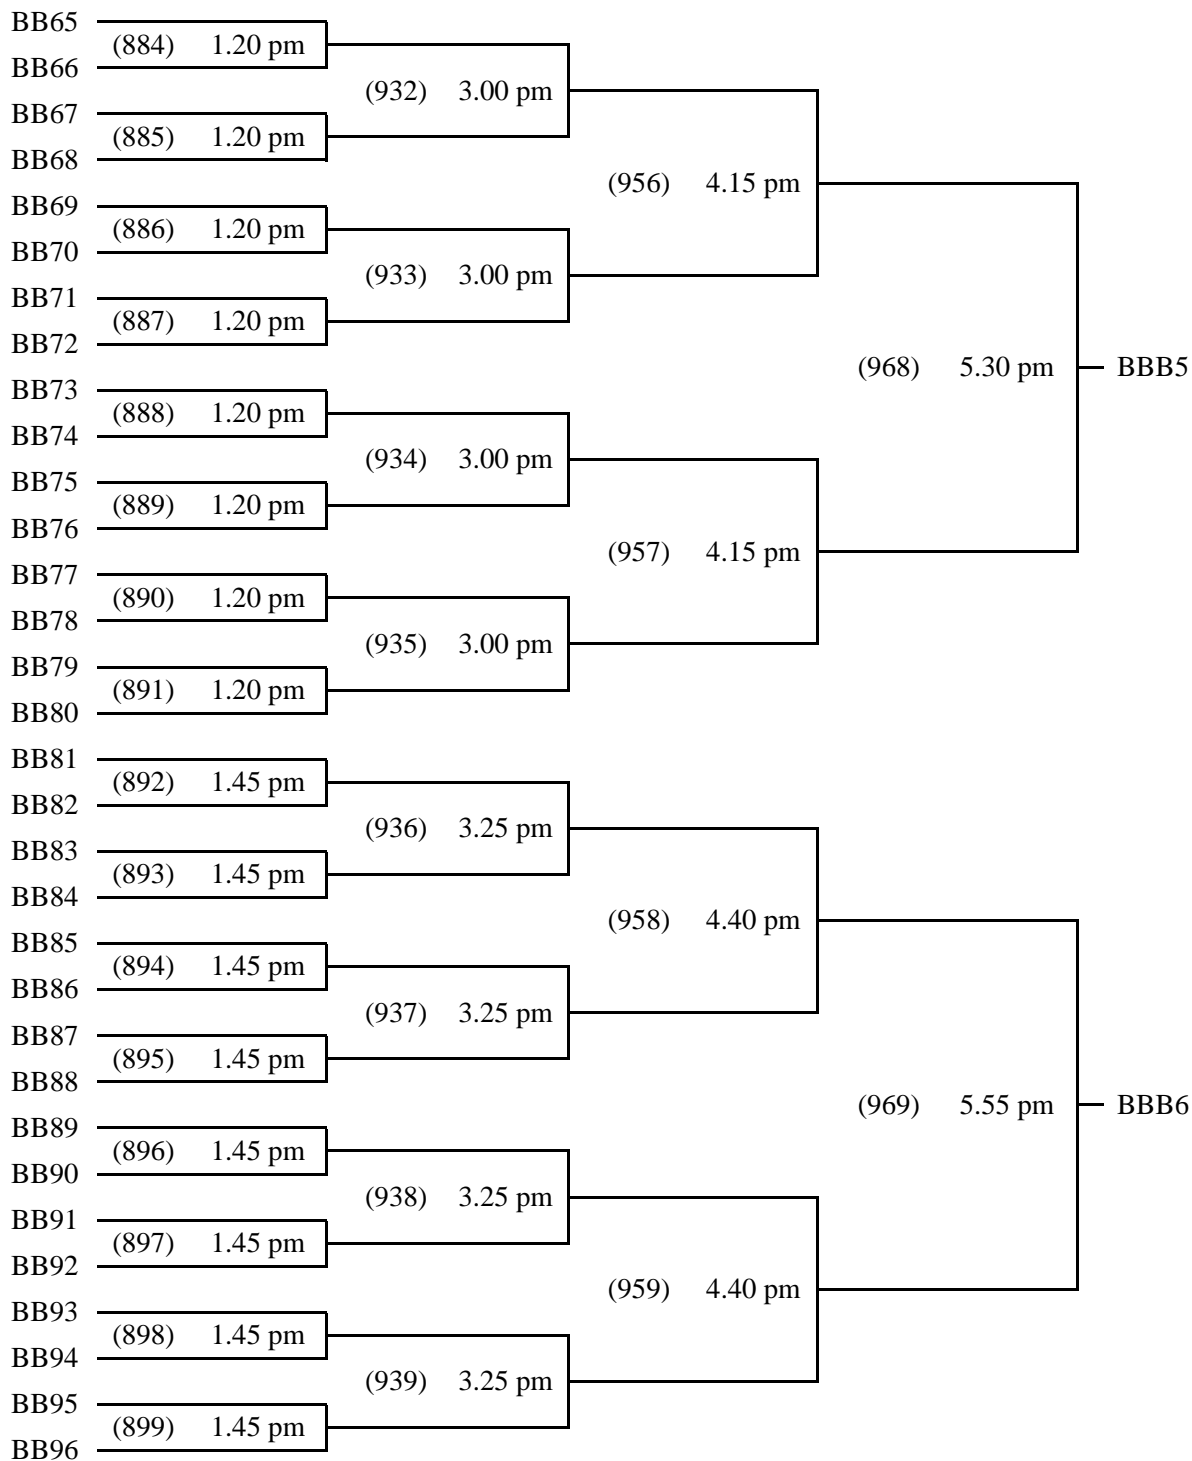 BB65
(884) 1.20 pm
BB66
(932) 3.00 pm
BB67
(885) 1.20 pm
BB68
(956) 4.15 pm
BB69
(886) 1.20 pm
BB70
(933) 3.00 pm
BB71
(887) 1.20 pm
BB72
(968) 5.30 pm BBB5
BB73
(888) 1.20 pm
BB74
(934) 3.00 pm
BB75
(889) 1.20 pm
BB76
(957) 4.15 pm
BB77
(890) 1.20 pm
BB78
(935) 3.00 pm
BB79
(891) 1.20 pm
BB80
BB81
(892) 1.45 pm
BB82
(936) 3.25 pm
BB83
(893) 1.45 pm
BB84
(958) 4.40 pm
BB85
(894) 1.45 pm
BB86
(937) 3.25 pm
BB87
(895) 1.45 pm
BB88
(969) 5.55 pm BBB6
BB89
(896) 1.45 pm
BB90
(938) 3.25 pm
BB91
(897) 1.45 pm
BB92
(959) 4.40 pm
BB93
(898) 1.45 pm
BB94
(939) 3.25 pm
BB95
(899) 1.45 pm
BB96